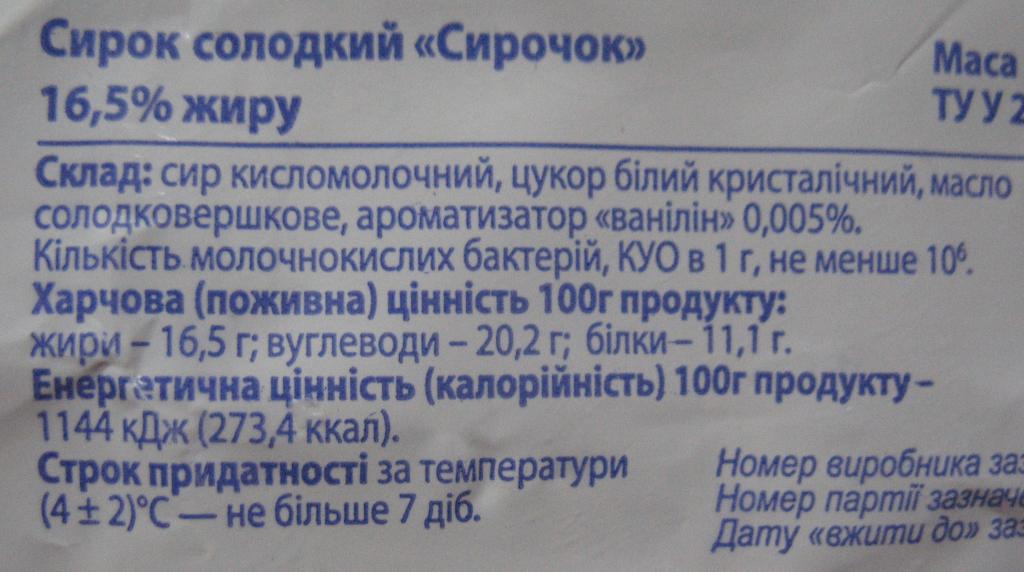 Сирок солодкий «Сирочок»
16,5% жиру
Маса
ТУ У 2
Склад: сир кисломолочний, цукор білий кристалічний, масло
солодковершкове, ароматизатор «ванілін» 0,005%.
Кількість молочнокислих бактерій, КУО в 1 г, не менше 10⁶.
Харчова (поживна) цінність 100г продукту:
жири – 16,5 г; вуглеводи – 20,2 г; білки– 11,1 г.
Енергетична цінність (калорійність) 100г продукту –
1144 кДж (273,4 ккал).
Строк придатності за температури
(4 ± 2)°С — не більше 7 діб.
Номер виробника заз
Номер партії зазначе
Дату «вжити до» заз